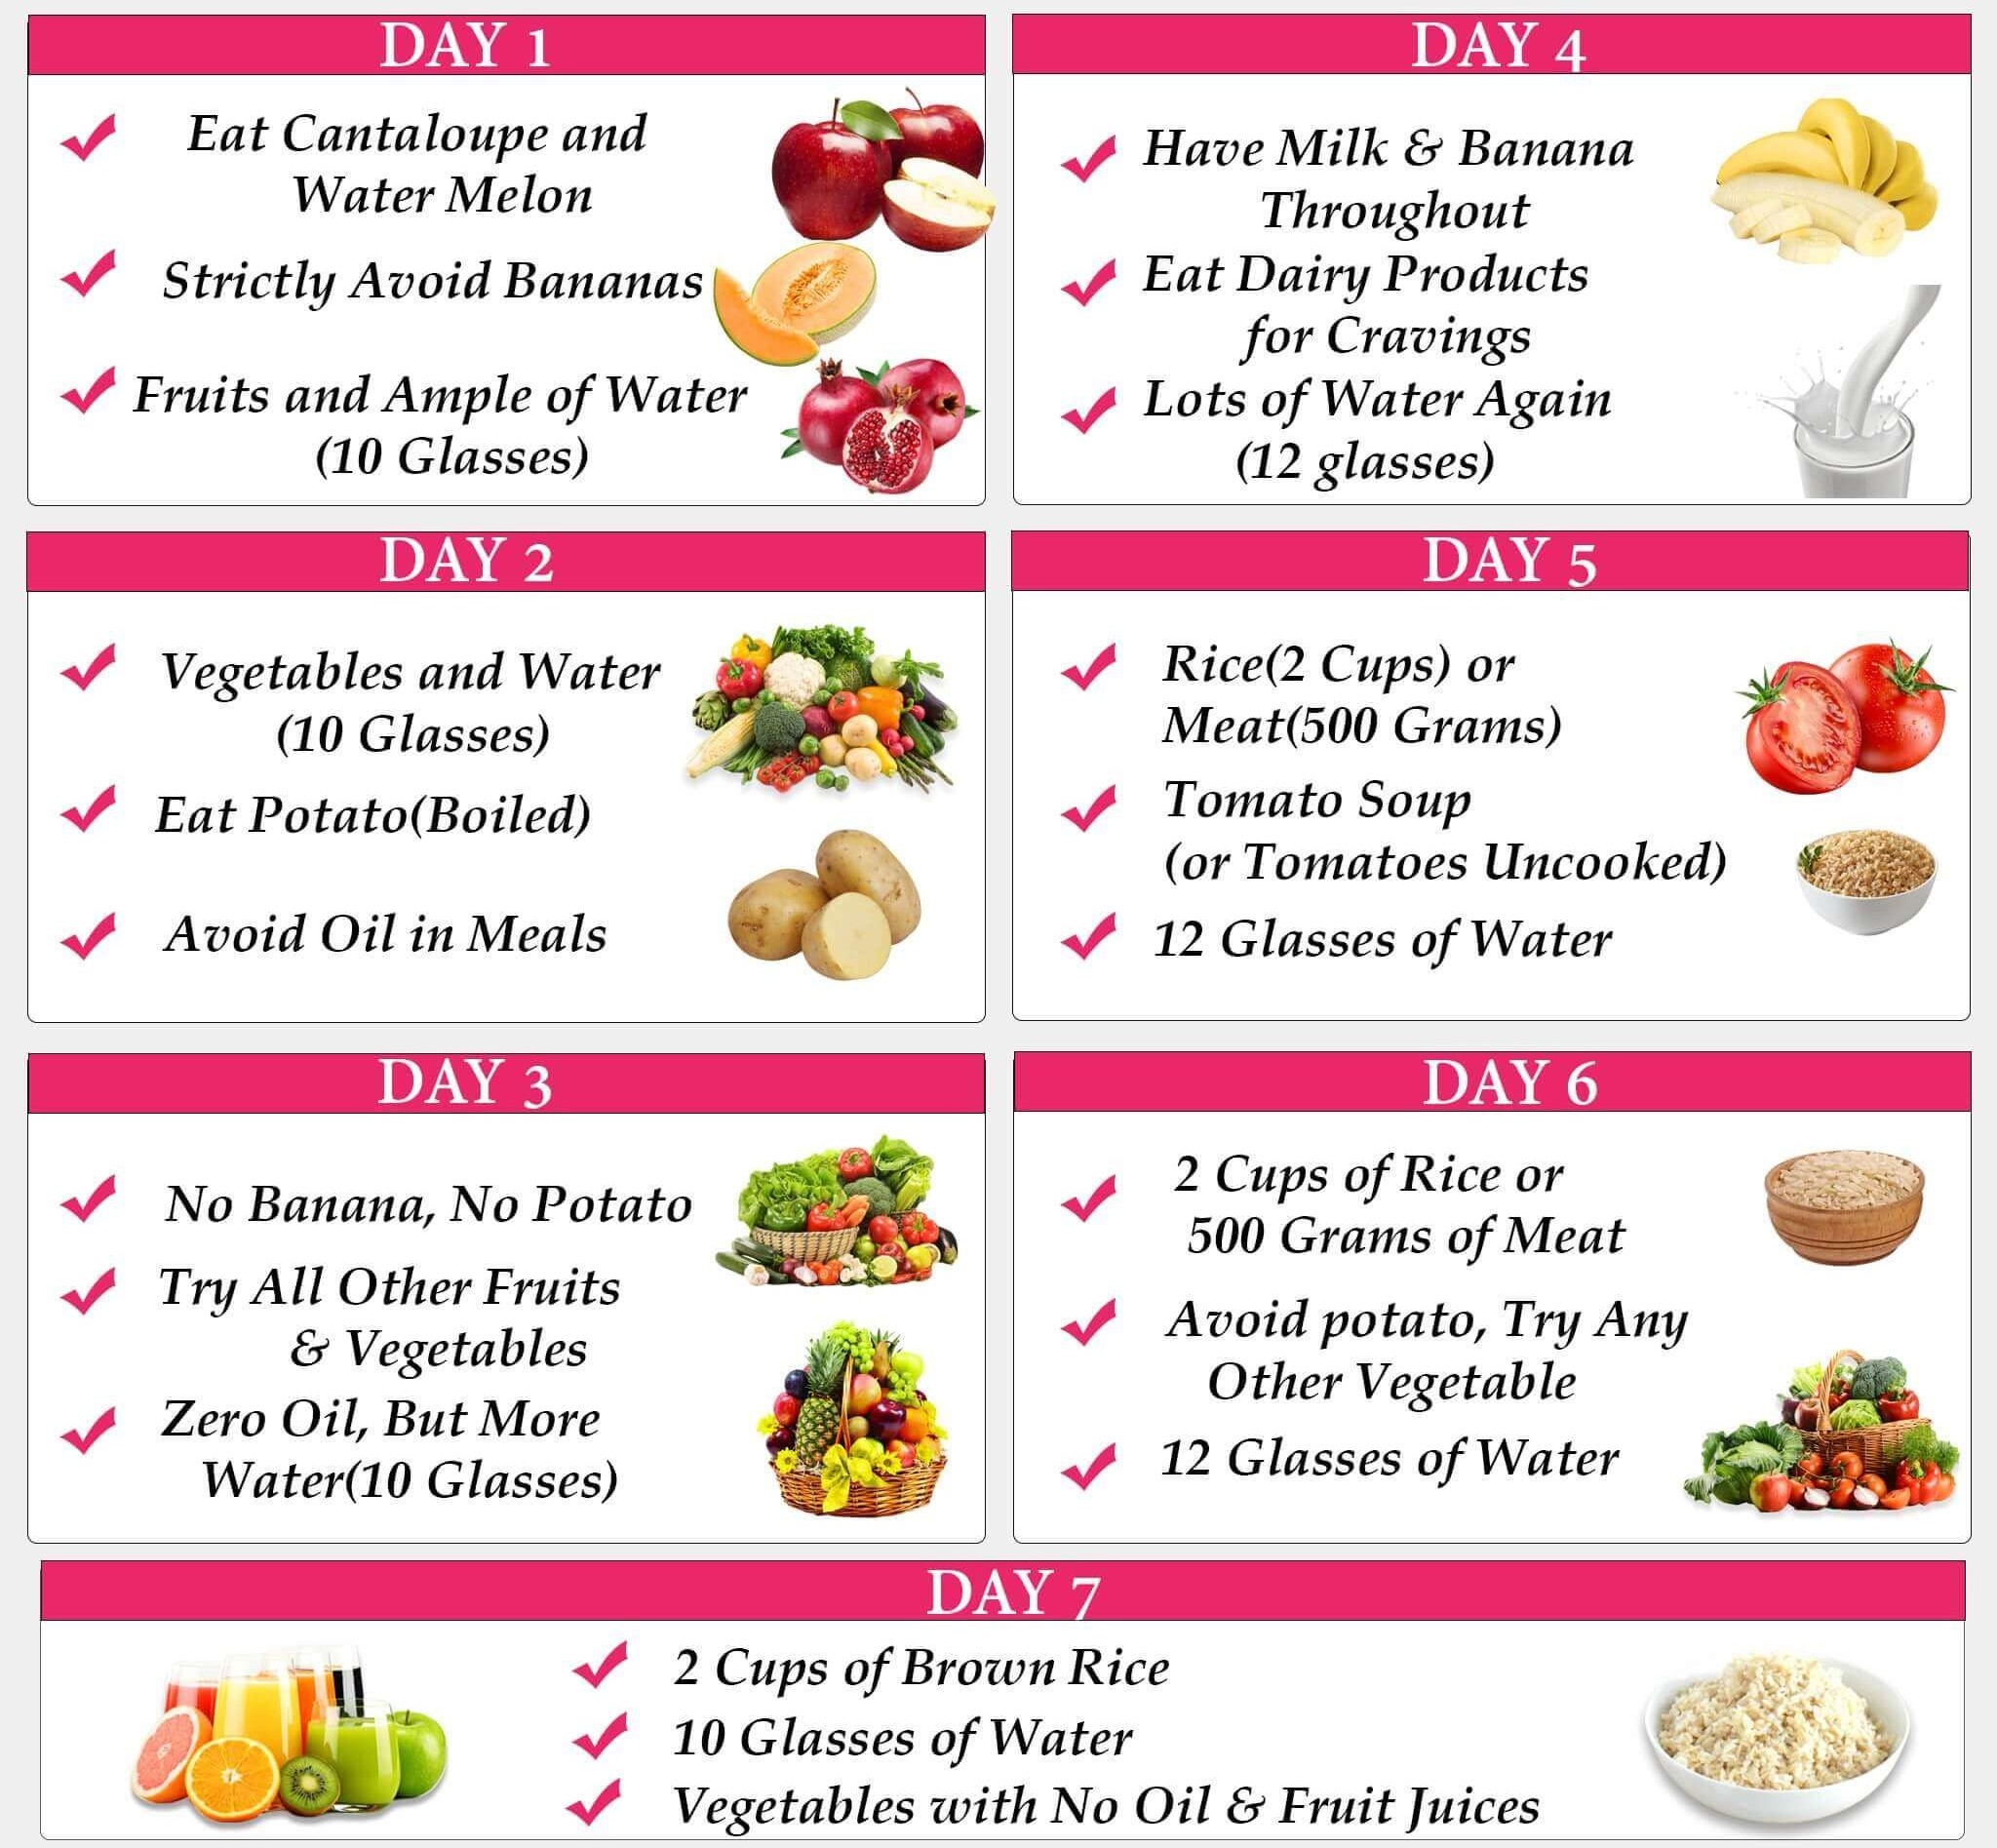 DAY 1
Eat Cantaloupe and
Water Melon
Strictly Avoid Bananas
Fruits and Ample of Water
(10 Glasses)
DAY 2
Vegetables and Water
(10 Glasses)
Eat Potato(Boiled)
Avoid Oil in Meals
DAY 3
No Banana, No Potato
Try All Other Fruits
& Vegetables
Zero Oil, But More
Water(10 Glasses)
DAY 4
Have Milk & Banana
Throughout
Eat Dairy Products
for Cravings
Lots of Water Again
(12 glasses)
DAY 5
Rice(2 Cups) or
Meat(500 Grams)
Tomato Soup
(or Tomatoes Uncooked)
12 Glasses of Water
DAY 6
2 Cups of Rice or
500 Grams of Meat
Avoid potato, Try Any
Other Vegetable
12 Glasses of Water
DAY 7
2 Cups of Brown Rice
10 Glasses of Water
Vegetables with No Oil & Fruit Juices